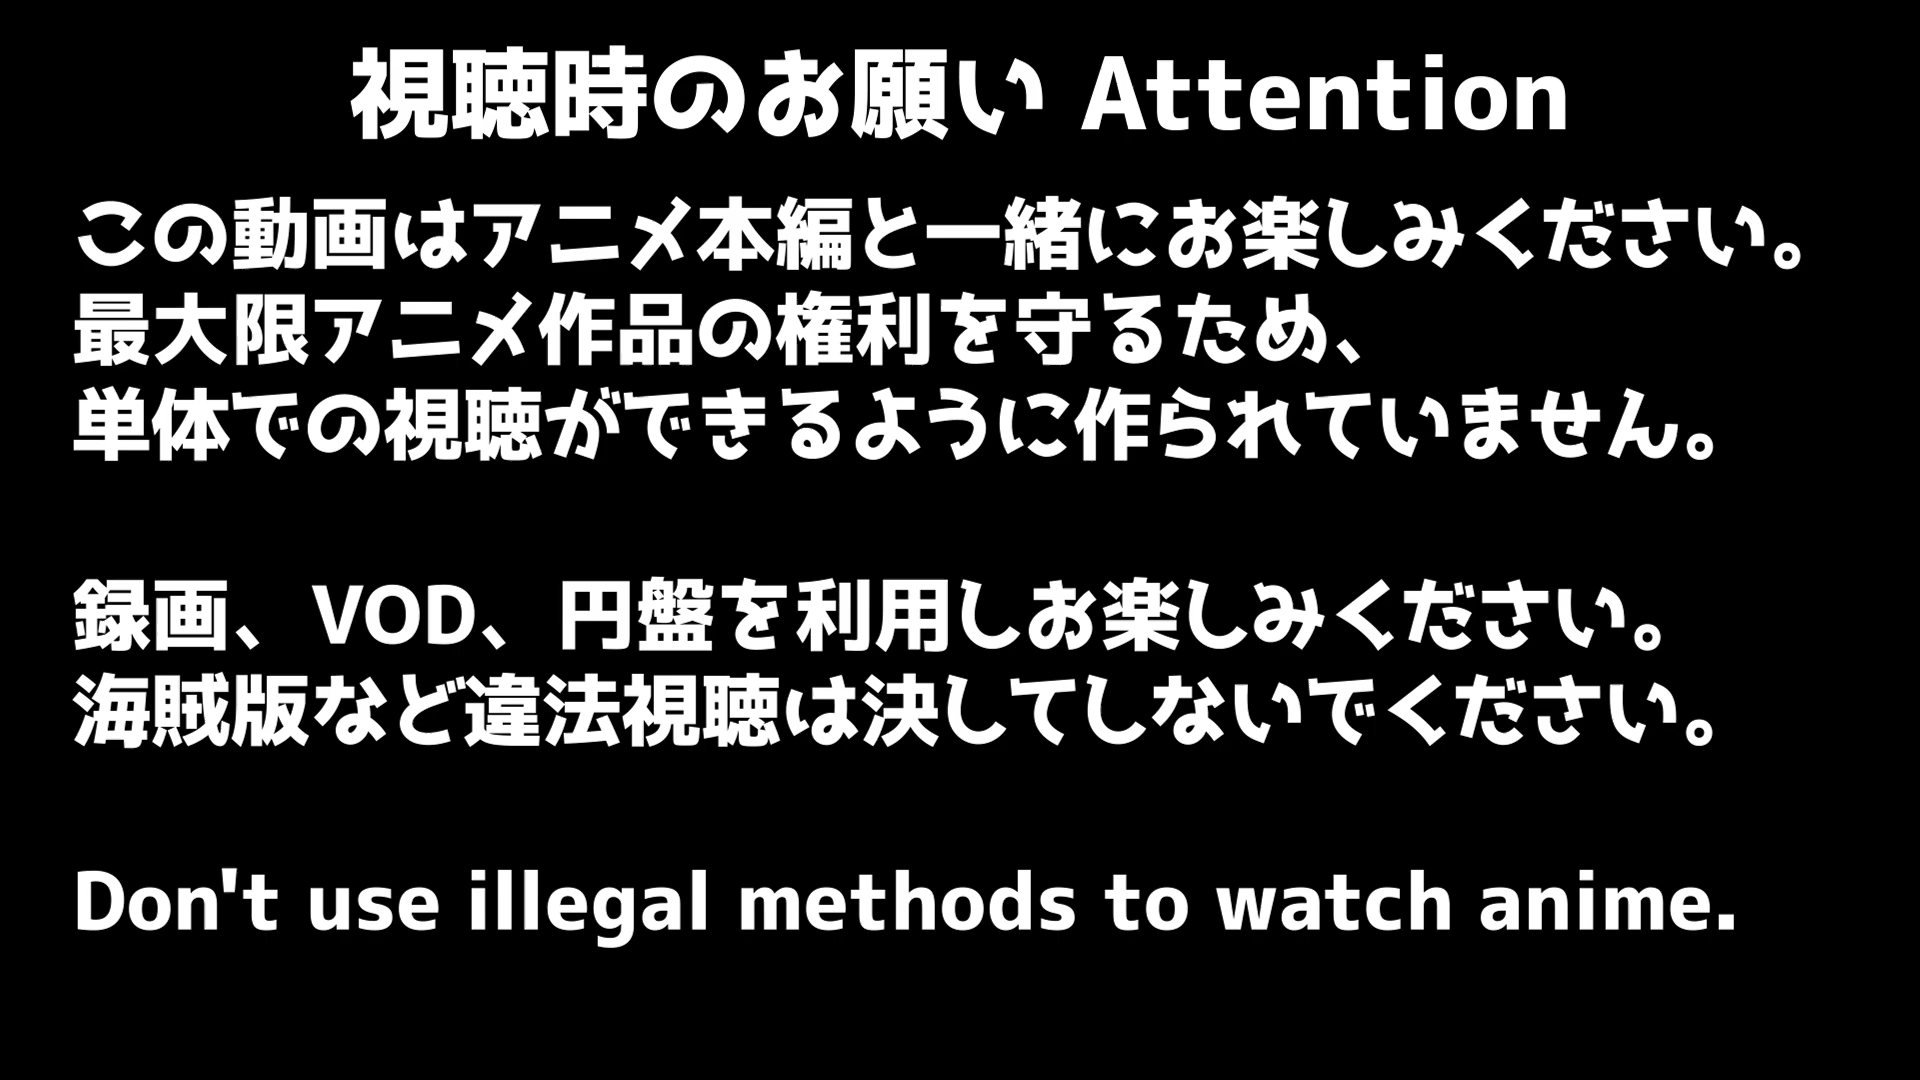 視聴時のお願い Attention
この動画はアニメ本編と一緒にお楽しみください。
最大限アニメ作品の権利を守るため、
単体での視聴ができるように作られていません。
録画、VOD、円盤を利用しお楽しみください。
海賊版など違法視聴は決してしないでください。
Don't use illegal methods to watch anime.